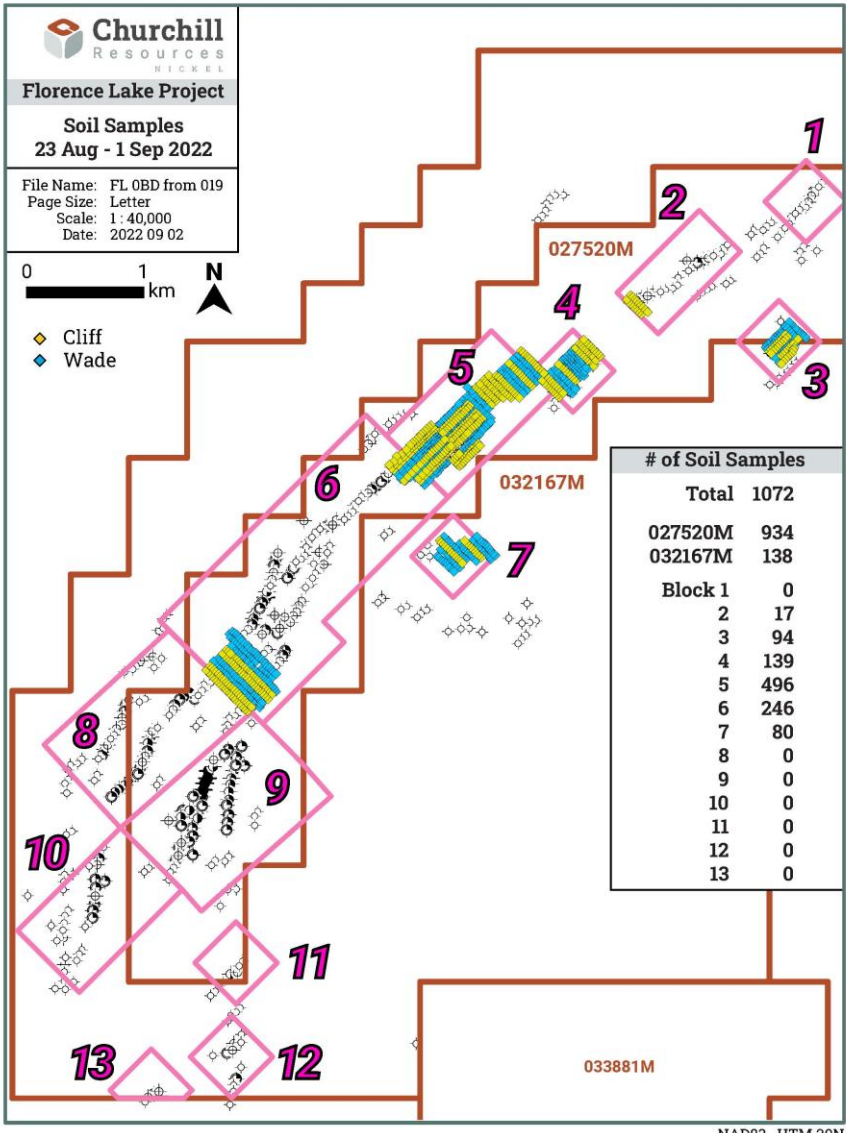 Churchill
Resources
NICKEL
Florence Lake Project
Soil Samples
23 Aug - 1 Sep 2022
File Name: FL 0BD from 019
Page Size: Letter
Scale: 1 : 40,000
Date: 2022 09 02
0 1 km
N
Cliff
Wade
1
2
027520M
4
3
5
6
032167M
7
# of Soil Samples
Total 1072
027520M 934
032167M 138
Block 1 0
2 17
3 94
4 139
5 496
6 246
7 80
8 0
9 0
10 0
11 0
12 0
13 0
8
9
10
11
13
12
033881M